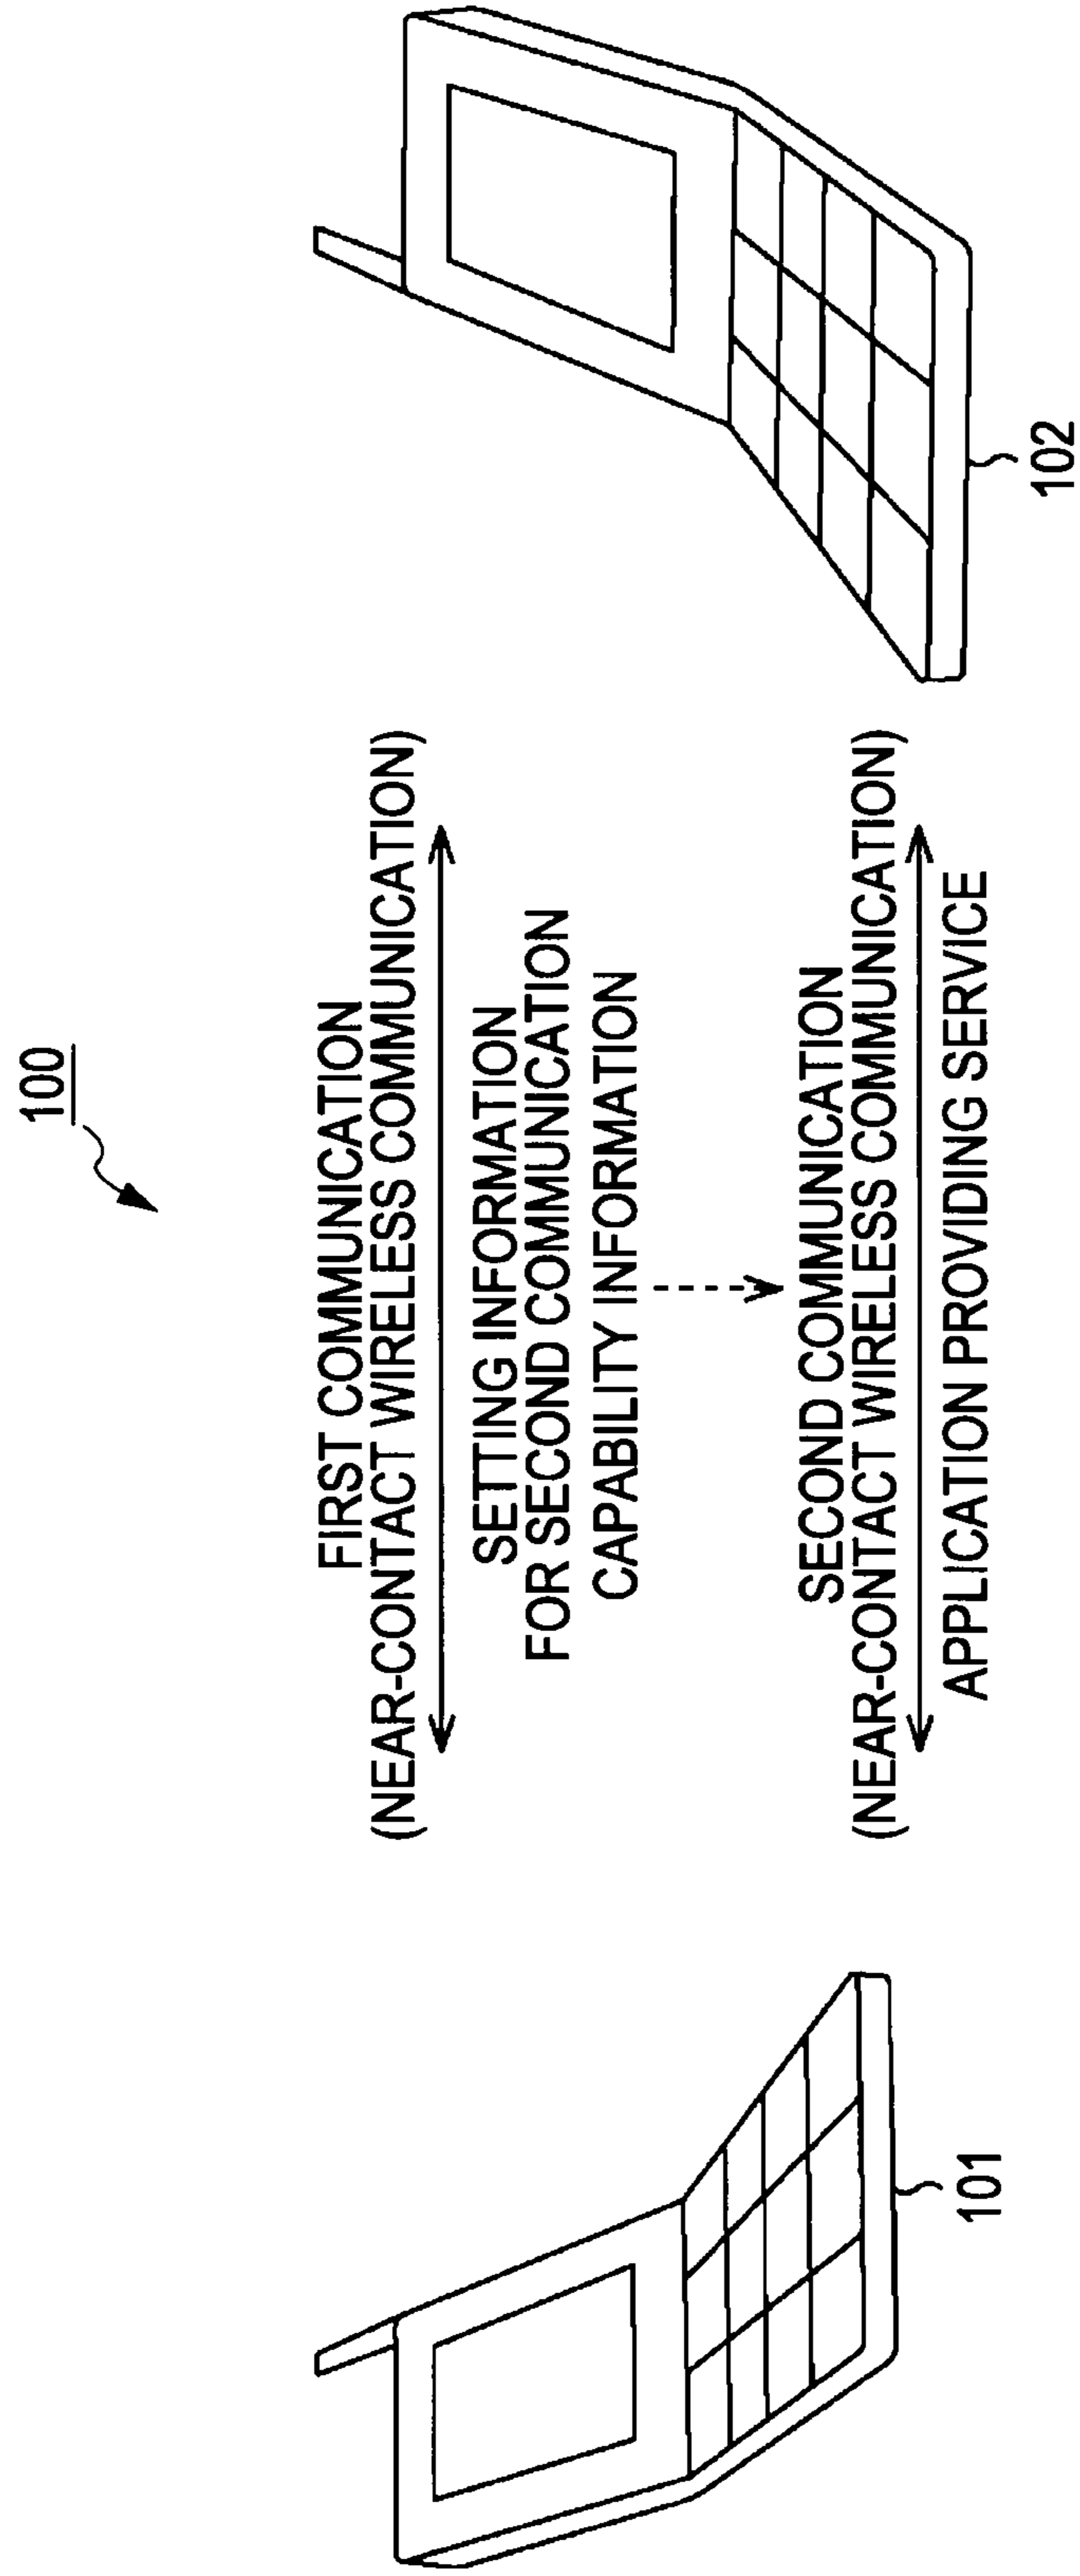 100
FIRST COMMUNICATION
(NEAR-CONTACT WIRELESS COMMUNICATION)
SETTING INFORMATION
FOR SECOND COMMUNICATION
CAPABILITY INFORMATION
SECOND COMMUNICATION
(NEAR-CONTACT WIRELESS COMMUNICATION)
APPLICATION PROVIDING SERVICE
101
102